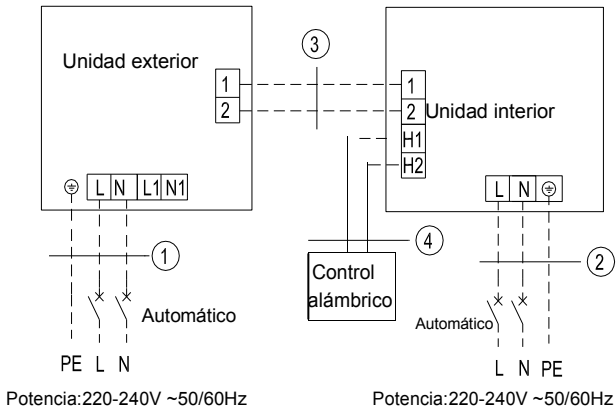 Unidad exterior
1
2
L N L1 N1
1
Automático
PE L N
Potencia:220-240V ~50/60Hz
3
1
2
Unidad interior
H1
H2
L N
4
Control
alámbrico
2
Automático
L N PE
Potencia:220-240V ~50/60Hz